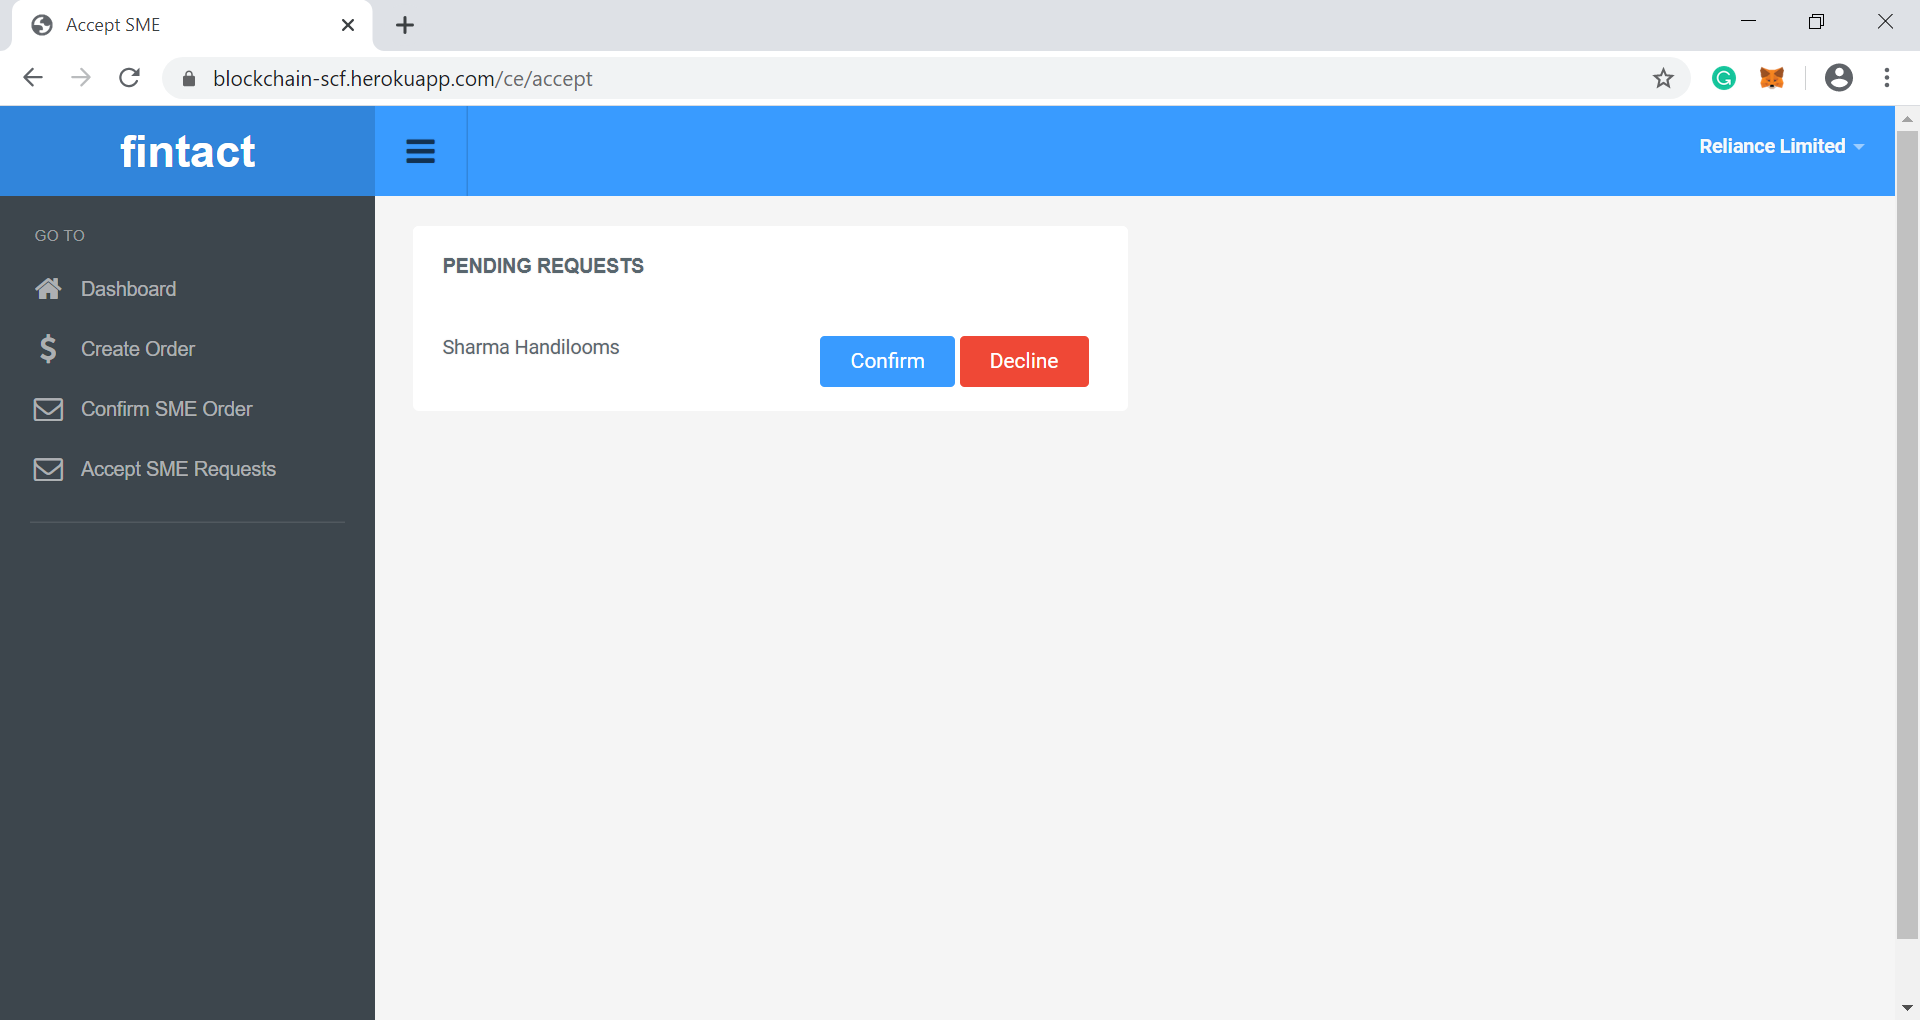 Accept SME
blockchain-scf.herokuapp.com/ce/accept
fintact
Reliance Limited
GO TO
Dashboard
Create Order
Confirm SME Order
Accept SME Requests
PENDING REQUESTS
Sharma Handilooms
Confirm
Decline